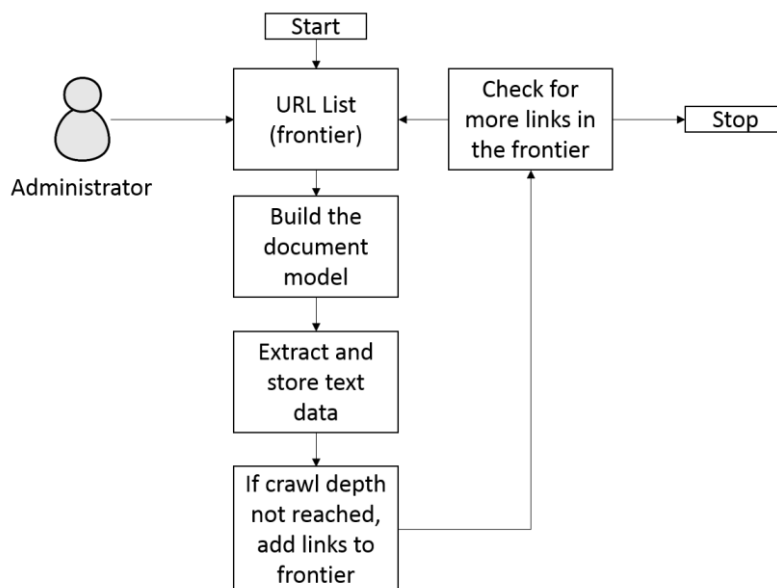 Start
URL List
(frontier)
Check for
more links in
the frontier
Stop
Administrator
Build the
document
model
Extract and
store text
data
If crawl depth
not reached,
add links to
frontier